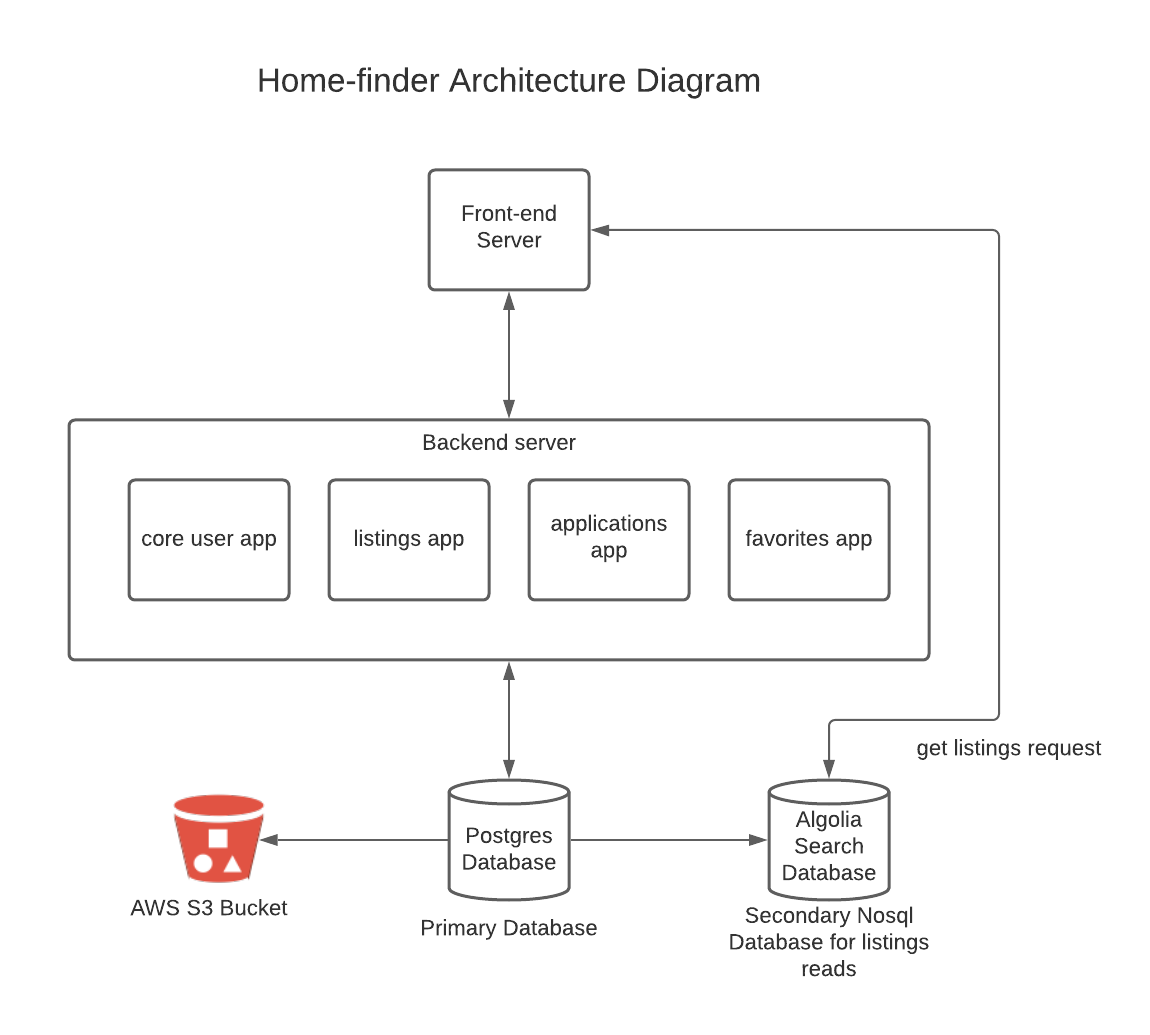 Home-finder Architecture Diagram
Front-end
Server
Backend server
core user app
listings app
applications
app
favorites app
get listings request
Postgres
Database
Algolia
Search
Database
AWS S3 Bucket
Primary Database
Secondary Nosql
Database for listings
reads